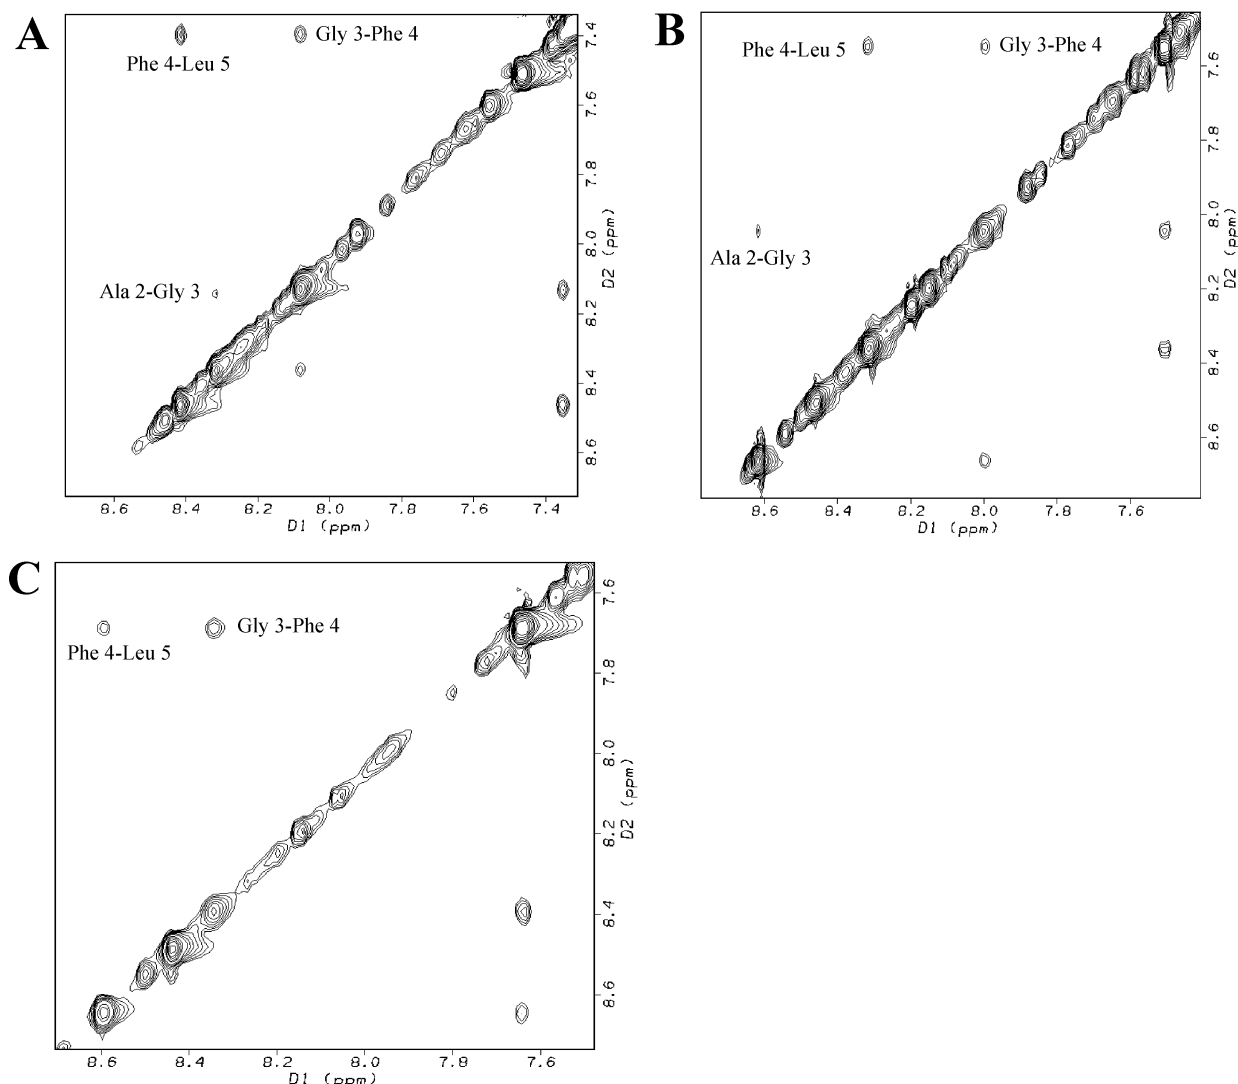 A
Gly 3-Phe 4
Phe 4-Leu 5
Ala 2-Gly 3
7.4
7.6
7.8
8.0
8.2
8.4
8.6
D2 (ppm)
8.6 8.4 8.2 8.0 7.8 7.6 7.4
D1 (ppm)
B
Phe 4-Leu 5
Gly 3-Phe 4
Ala 2-Gly 3
7.6
7.8
8.0
8.2
8.4
8.6
D2 (ppm)
8.6 8.4 8.2 8.0 7.8 7.6
D1 (ppm)
C
Gly 3-Phe 4
Phe 4-Leu 5
7.6
7.8
8.0
8.2
8.4
8.6
D2 (ppm)
8.6 8.4 8.2 8.0 7.8 7.6
D1 (ppm)